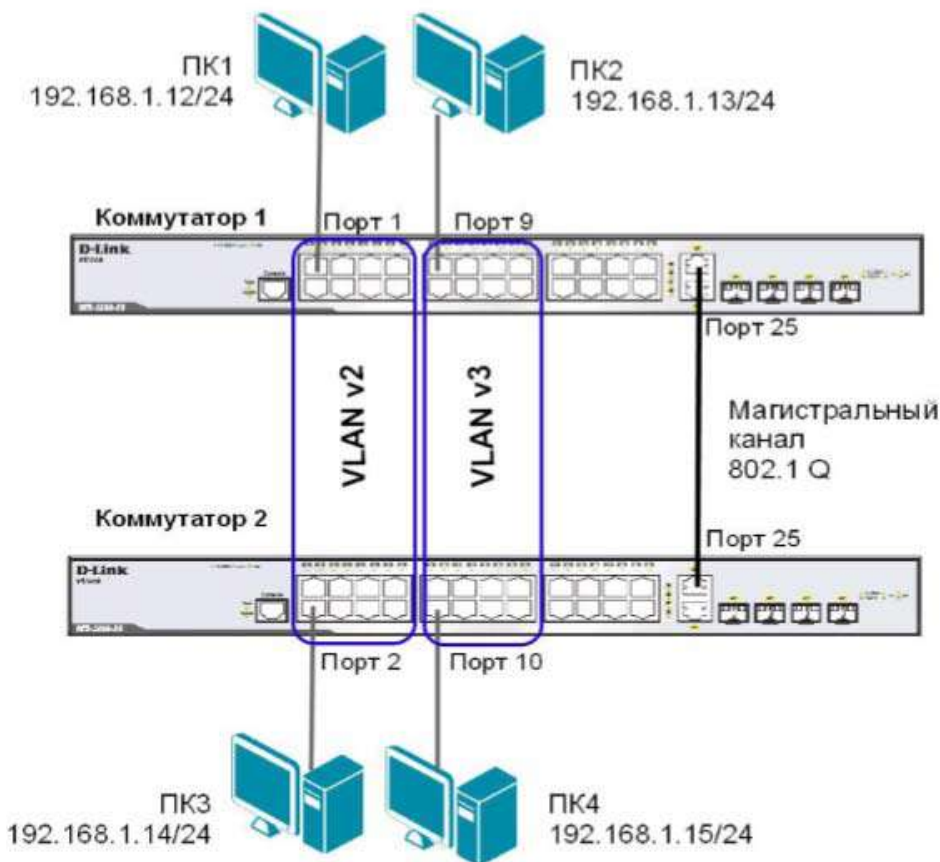 ПК1
192.168.1.12/24
ПК2
192.168.1.13/24
Коммутатор 1
Порт 1
Порт 9
D-Link
Console
Порт 25
VLAN v2
VLAN v3
Магистральный
канал
802.1 Q
Коммутатор 2
Порт 25
D-Link
Console
Порт 2
Порт 10
ПК3
192.168.1.14/24
ПК4
192.168.1.15/24